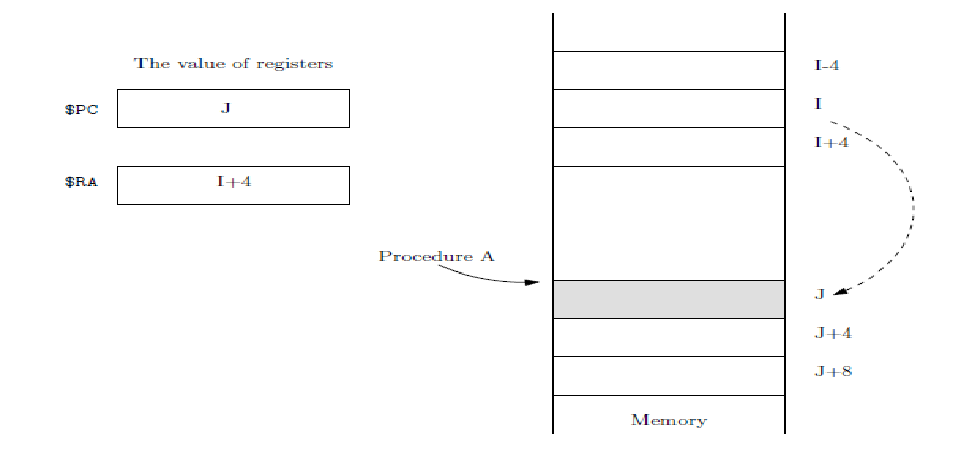 The value of registers
$PC
J
$RA
I+4
Procedure A
I-4
I
I+4
J
J+4
J+8
Memory